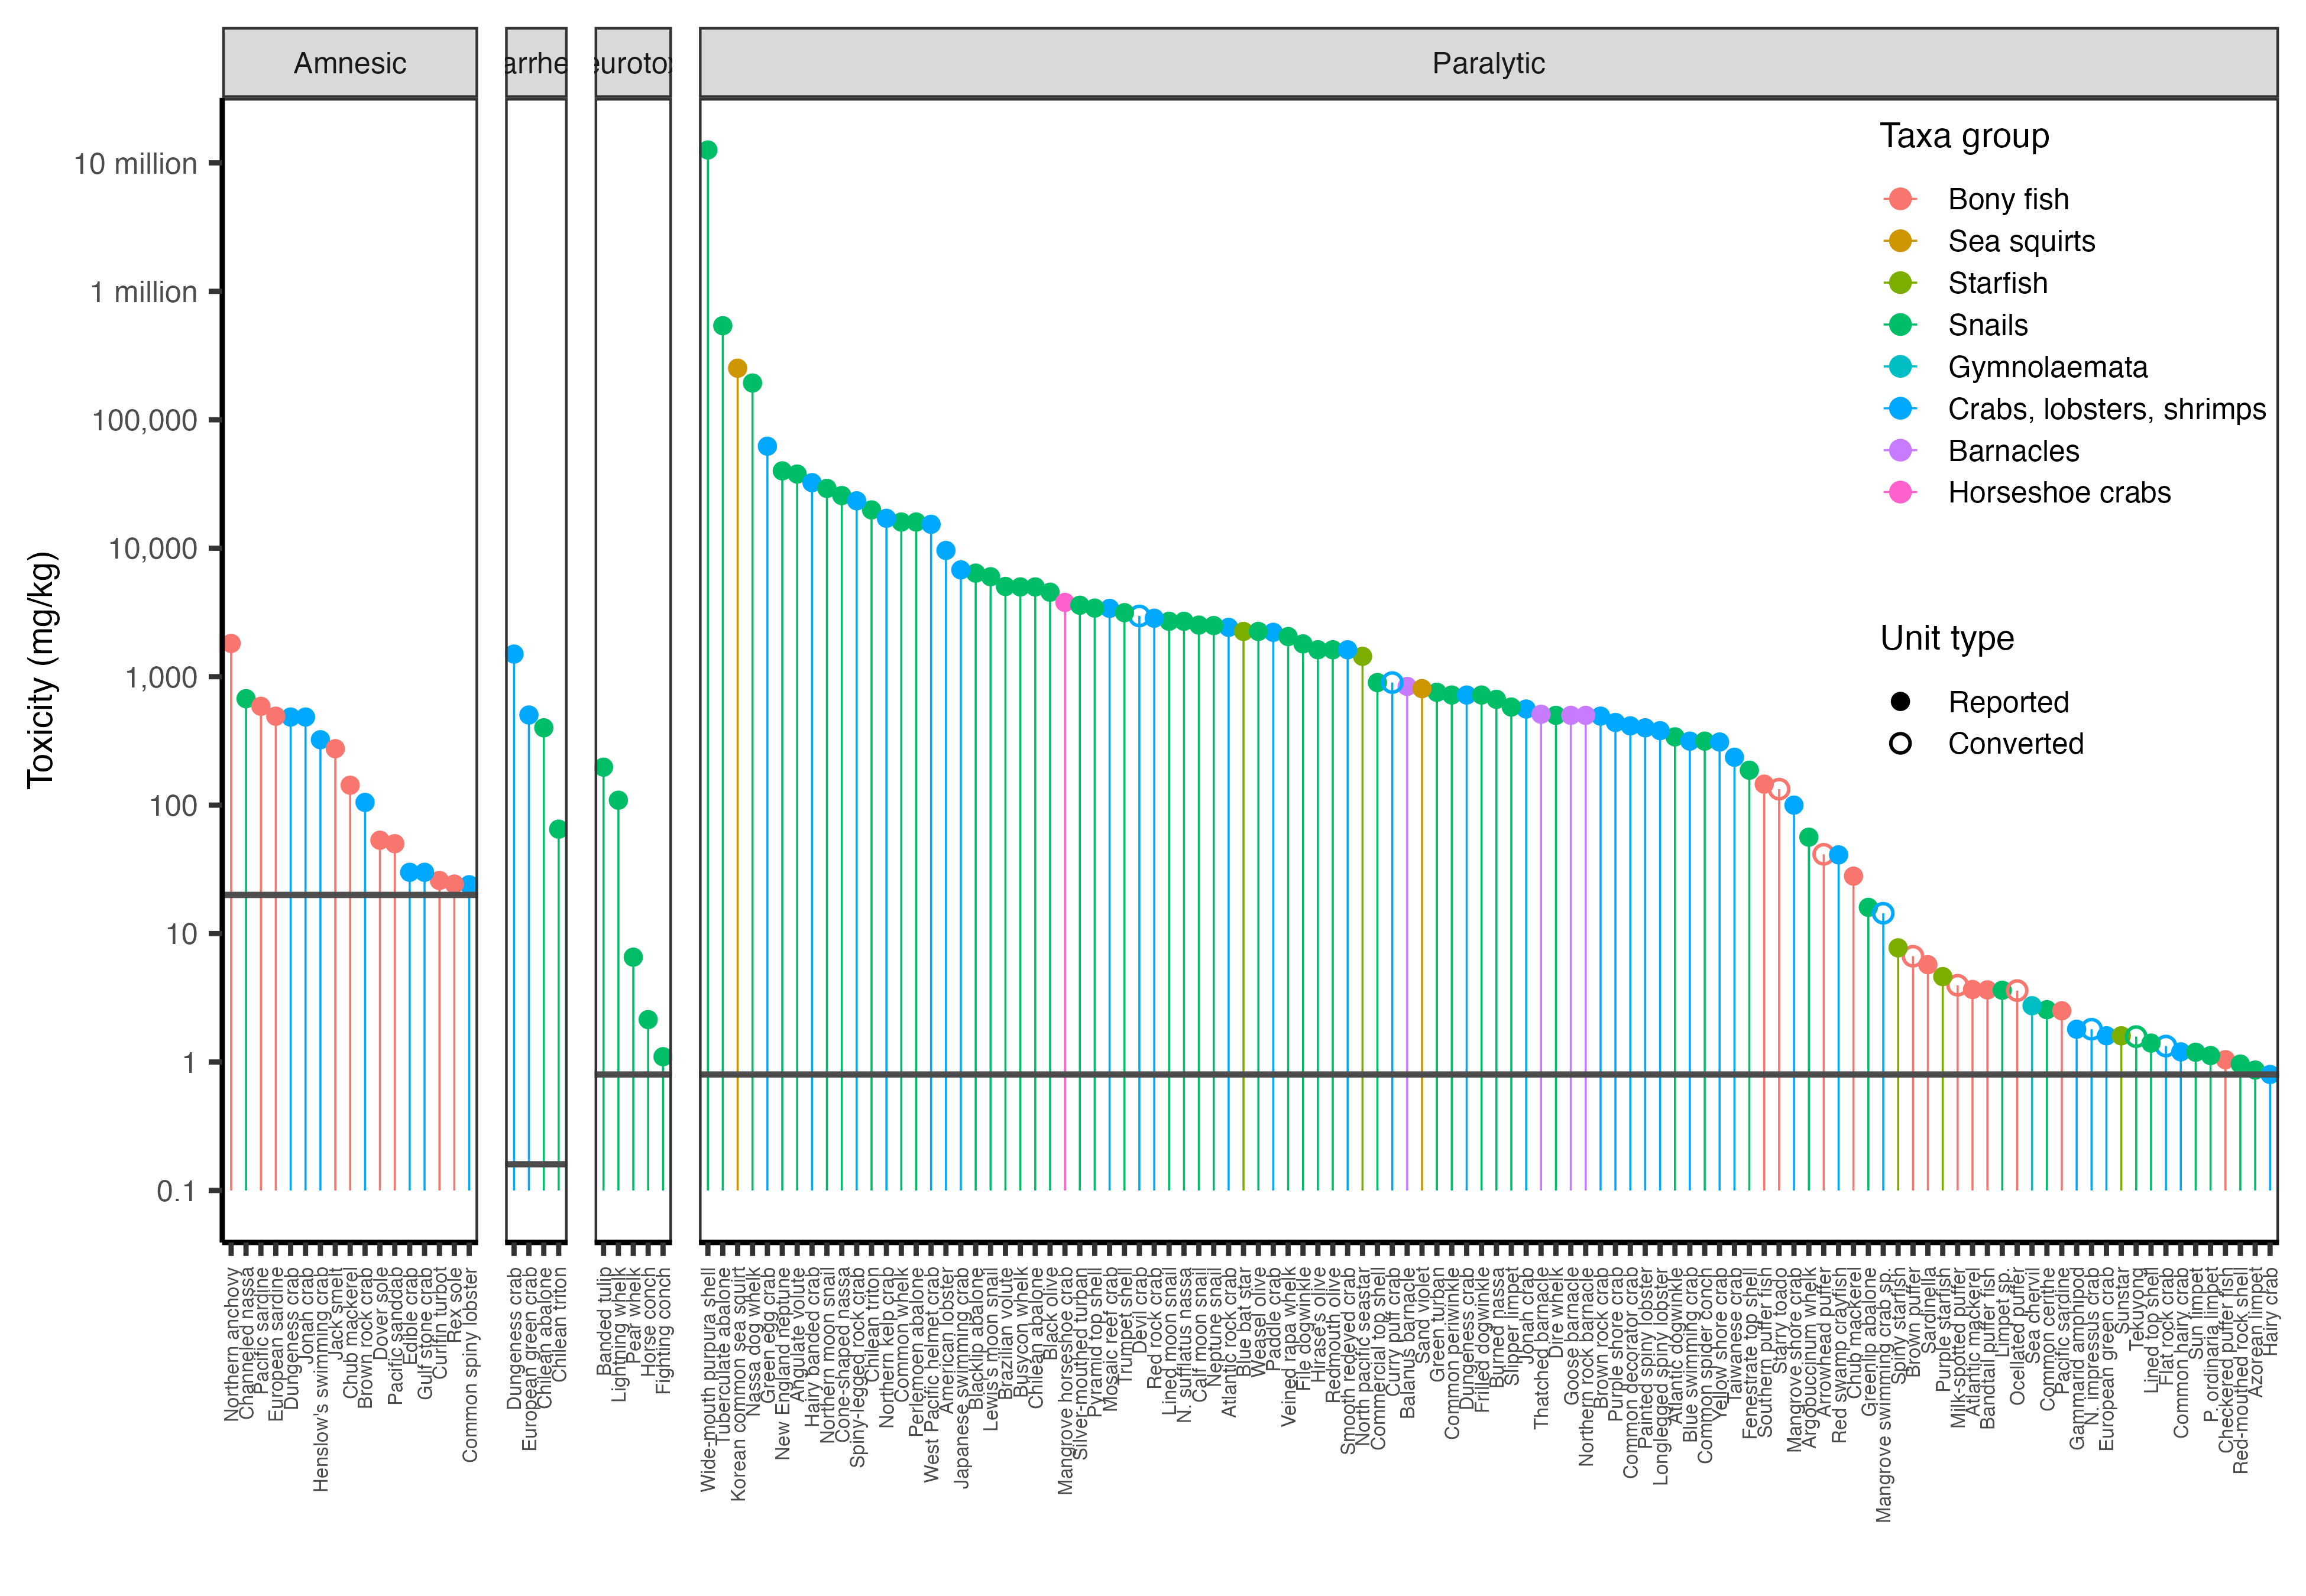 Amnesic
arrhe
eurotox
Paralytic
Toxicity (mg/kg)
10 million
1 million
100,000
10,000
1,000
100
10
1
0.1
Taxa group
Bony fish
Sea squirts
Starfish
Snails
Gymnolaemata
Crabs, lobsters, shrimps
Barnacles
Horseshoe crabs
Unit type
Reported
Converted
Northern anchovy
Channeled nassa
Pacific sardine
European sardine
Dungeness crab
Jonah crab
Henslow's swimming crab
Jack smelt
Chub mackerel
Brown rock crab
Dover sole
Pacific sanddab
Edible crab
Gulf stone crab
Curlfin turbot
Rex sole
Common spiny lobster
Dungeness crab
European green crab
Chilean abalone
Chilean triton
Banded tulip
Lightning whelk
Pear whelk
Horse conch
Fighting conch
Wide-mouth purpura shell
Tuberculate abalone
Korean common sea squirt
Nassa dog whelk
Green egg crab
New England neptune
Angulate volute
Hairy banded crab
Northern moon snail
Cone-shaped nassa
Spiny-legged rock crab
Chilean triton
Northern kelp crab
Common whelk
Perlemoen abalone
West Pacific helmet crab
American lobster
Japanese swimming crab
Blacklip abalone
Lewis's moon snail
Brazilian volute
Busycon whelk
Chilean abalone
Black olive
Mangrove horseshoe crab
Silver-mouthed turban
Pyramid top shell
Mosaic reef crab
Trumpet shell
Devil crab
Red rock crab
Lined moon snail
N. sufflatus nassa
Calf moon snail
Neptune snail
Atlantic rock crab
Blue bat star
Weasel olive
Paddle crab
Veined rapa whelk
File dogwinkle
Hirase's olive
Redmouth olive
Smooth redeyed crab
North pacific seastar
Commercial top shell
Curry puff crab
Balanus barnacle
Sand violet
Green turban
Common periwinkle
Dungeness crab
Frilled dogwinkle
Burned nassa
Slipper limpet
Jonah crab
Thatched barnacle
Dire whelk
Goose barnacle
Northern rock barnacle
Brown rock crab
Purple shore crab
Common decorator crab
Painted spiny lobster
Longlegged spiny lobster
Atlantic dogwinkle
Blue swimming crab
Common spider conch
Yellow shore crab
Taiwanese crab
Fenestrate top shell
Southern puffer fish
Starry toado
Mangrove shore crab
Argobuccinum whelk
Arrowhead puffer
Red swamp crayfish
Chub mackerel
Greenlip abalone
Mangrove swimming crab sp.
Spiny starfish
Brown puffer
Sardinella
Purple starfish
Milk-spotted puffer
Atlantic mackerel
Bandtail puffer fish
Limpet sp.
Ocellated puffer
Sea chervil
Common cerithe
Pacific sardine
Gammarid amphipod
N. impressus crab
European green crab
Sunstar
Tekuyong
Lined top shell
Flat rock crab
Common hairy crab
Sun limpet
P. ordinaria limpet
Checkered puffer fish
Red-mouthed rock shell
Azorean limpet
Hairy crab